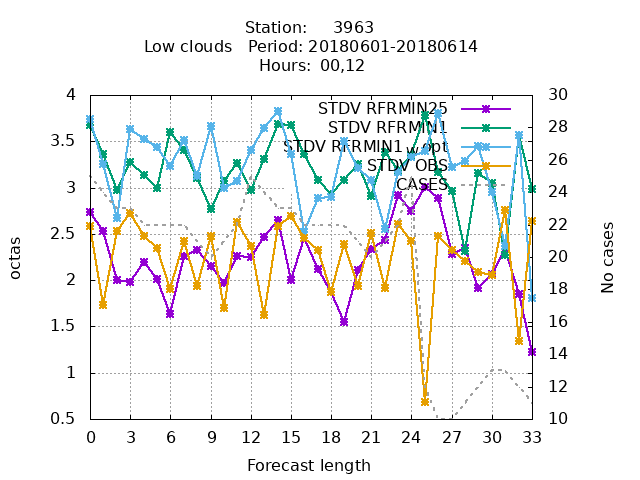 Station: 3963
Low clouds Period: 20180601-20180614
Hours: 00,12
4
3.5
3
2.5
2
1.5
1
0.5
30
28
26
24
22
20
18
16
14
12
10
STDV RFRMIN25
STDV RFRMIN1
STDV RFRMIN1_w_opt
STDV OBS
CASES
octas
No cases
0 3 6 9 12 15 18 21 24 27 30 33
Forecast length